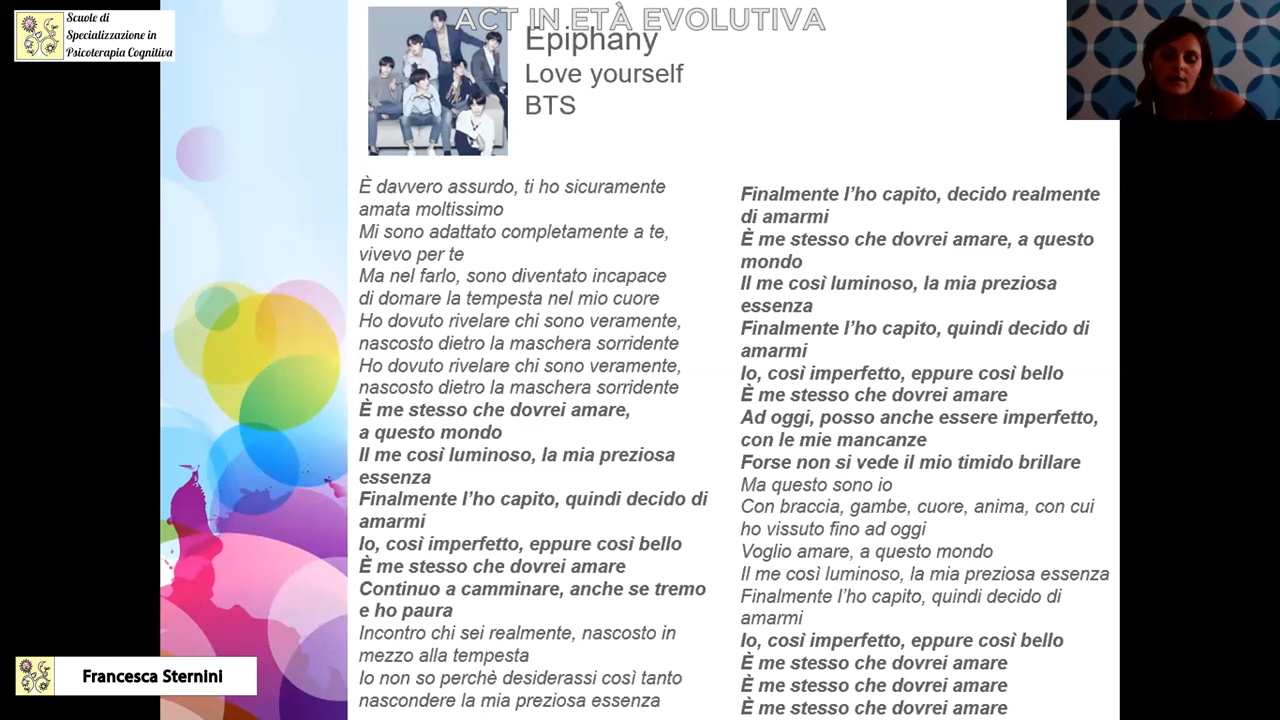 Scuole di
Specializzazione in
Psicoterapia Cognitiva
ACT IN ETÀ EVOLUTIVA
Epiphany
Love yourself
BTS
È davvero assurdo, ti ho sicuramente
amata moltissimo
Mi sono adattato completamente a te,
vivevo per te
Ma nel farlo, sono diventato incapace
di domare la tempesta nel mio cuore
Ho dovuto rivelare chi sono veramente,
nascosto dietro la maschera sorridente
Ho dovuto rivelare chi sono veramente,
nascosto dietro la maschera sorridente
È me stesso che dovrei amare,
a questo mondo
Il me così luminoso, la mia preziosa
essenza
Finalmente l’ho capito, quindi decido di
amarmi
Io, così imperfetto, eppure così bello
È me stesso che dovrei amare
Continuo a camminare, anche se tremo
e ho paura
Incontro chi sei realmente, nascosto in
mezzo alla tempesta
Io non so perchè desiderassi così tanto
nascondere la mia preziosa essenza
Finalmente l’ho capito, decido realmente
di amarmi
È me stesso che dovrei amare, a questo
mondo
Il me così luminoso, la mia preziosa
essenza
Finalmente l’ho capito, quindi decido di
amarmi
Io, così imperfetto, eppure così bello
È me stesso che dovrei amare
Ad oggi, posso anche essere imperfetto,
con le mie mancanze
Forse non si vede il mio timido brillare
Ma questo sono io
Con braccia, gambe, cuore, anima, con cui
ho vissuto fino ad oggi
Voglio amare, a questo mondo
Il me così luminoso, la mia preziosa essenza
Finalmente l’ho capito, quindi decido di
amarmi
Io, così imperfetto, eppure così bello
È me stesso che dovrei amare
È me stesso che dovrei amare
È me stesso che dovrei amare
Francesca Sternini